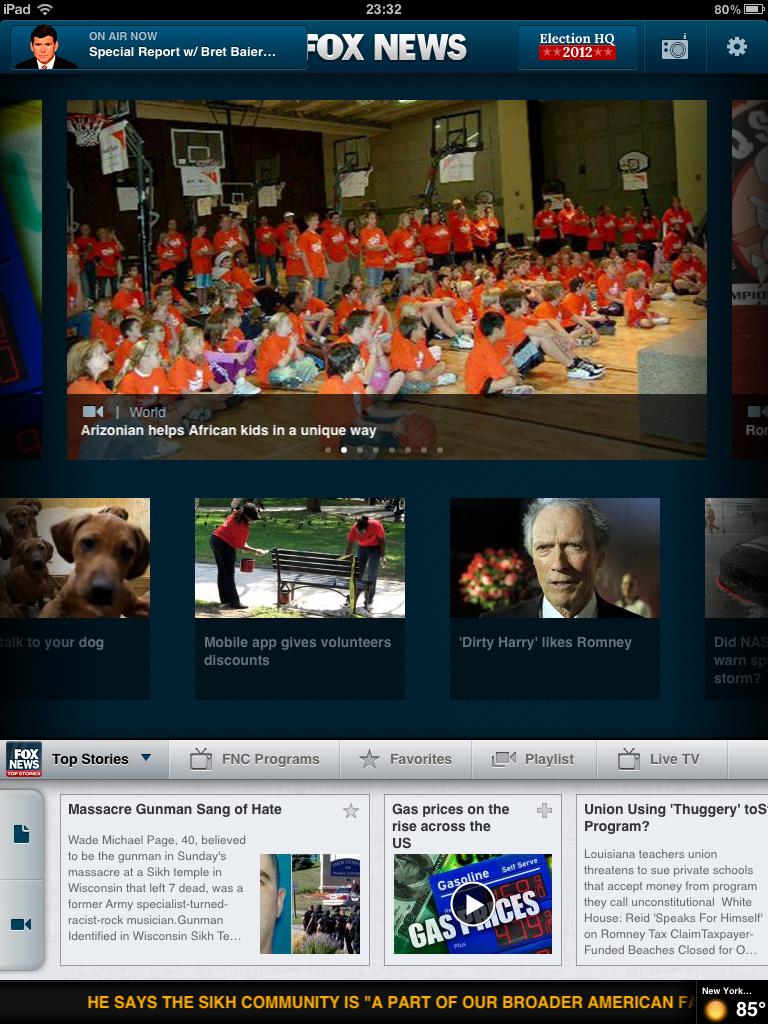 iPad 23:32 80%
ON AIR NOW
Special Report w/ Bret Baier…
FOX NEWS
Election HQ
2012
World
Arizonian helps African kids in a unique way
Ror
MPIO
talk to your dog
Mobile app gives volunteers
discounts
'Dirty Harry' likes Romney
Did NAS
warn sp
storm?
FOX
NEWS
TOP STORIES
Top Stories
FNC Programs
Favorites
Playlist
Live TV
Massacre Gunman Sang of Hate
Wade Michael Page, 40, believed
to be the gunman in Sunday's
massacre at a Sikh temple in
Wisconsin that left 7 dead, was a
former Army specialist-turned-
racist-rock musician.Gunman
Identified in Wisconsin Sikh Te…
Gas prices on the
rise across the
US
Gasoline Self Serve
GAS PRICES
Plus
4.19
Union Using 'Thuggery' toS
Program?
Louisiana teachers union
threatens to sue private schools
that accept money from program
they call unconstitutional White
House: Reid 'Speaks For Himself'
on Romney Tax ClaimTaxpayer-
Funded Beaches Closed for O…
HE SAYS THE SIKH COMMUNITY IS "A PART OF OUR BROADER AMERICAN FA
New York...
85°